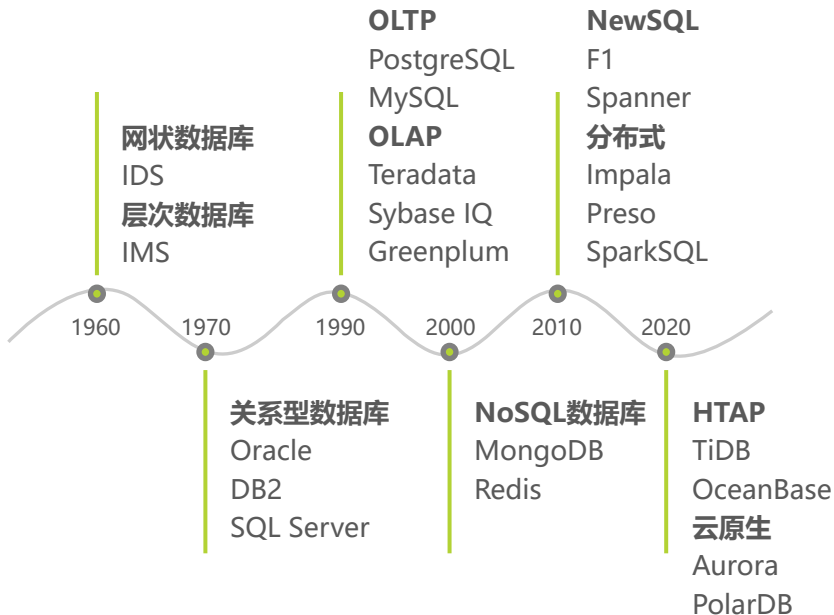 OLTP
PostgreSQL
MySQL
OLAP
Teradata
Sybase IQ
Greenplum
NewSQL
F1
Spanner
分布式
Impala
Preso
SparkSQL
网状数据库
IDS
层次数据库
IMS
1960
1970
1990
2000
2010
2020
关系型数据库
Oracle
DB2
SQL Server
NoSQL数据库
MongoDB
Redis
HTAP
TiDB
OceanBase
云原生
Aurora
PolarDB